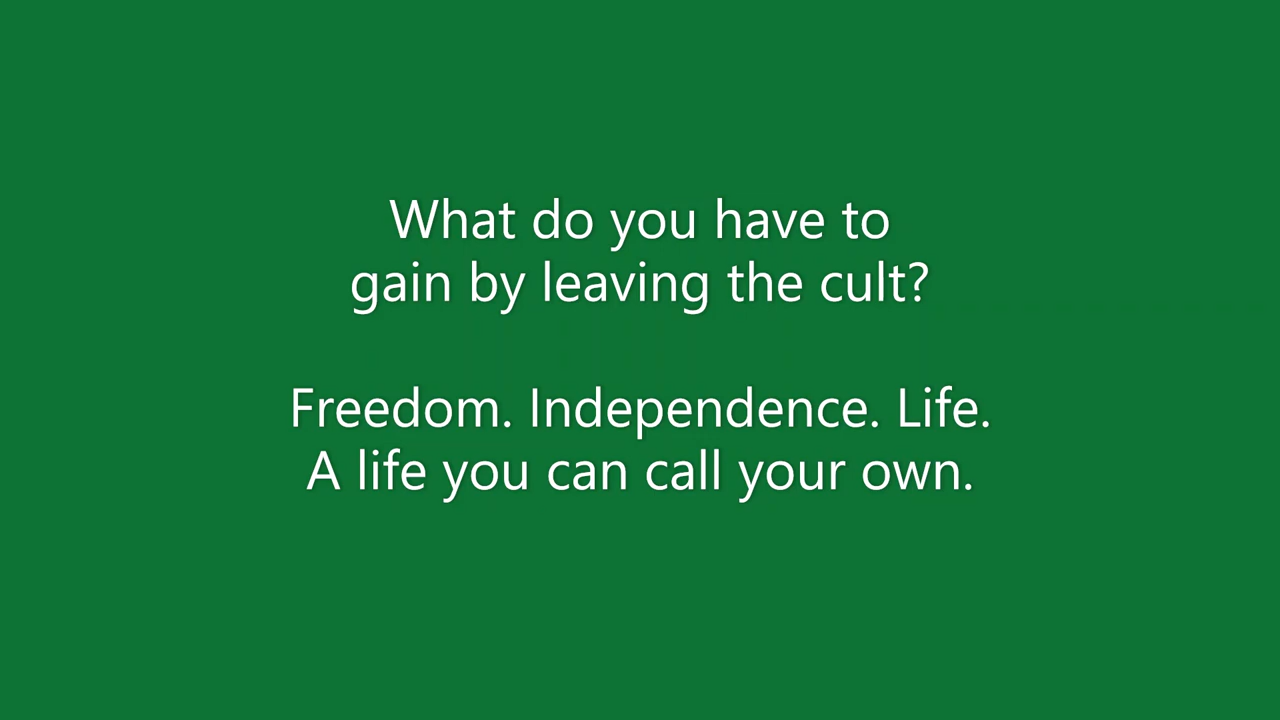 What do you have to
gain by leaving the cult?
Freedom. Independence. Life.
A life you can call your own.